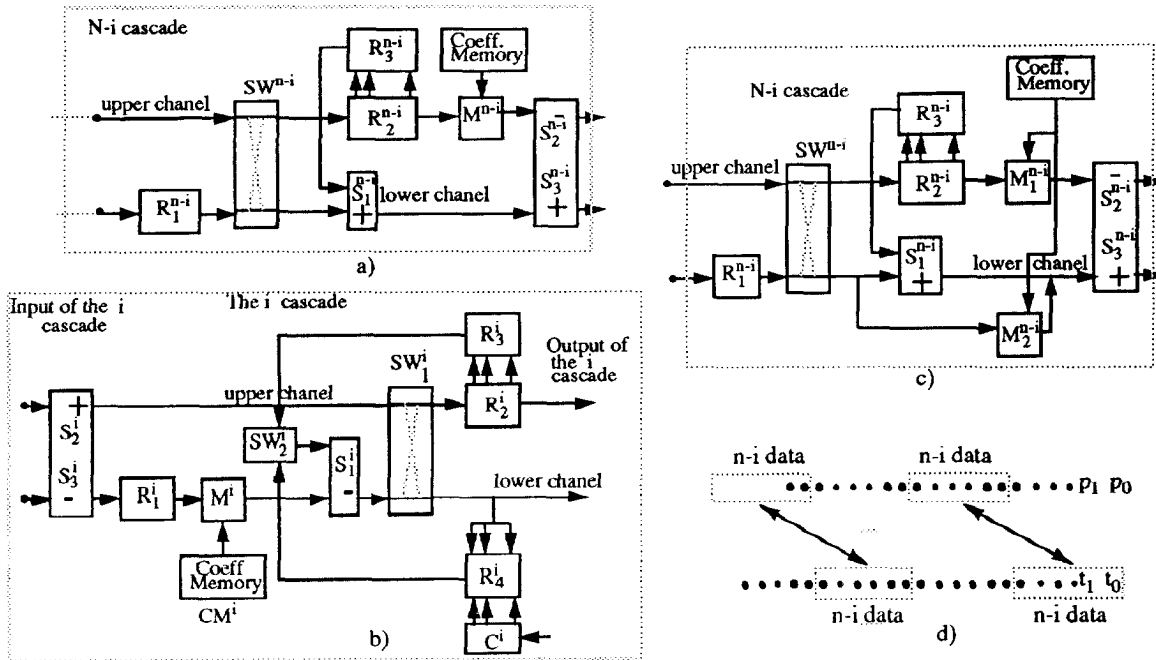 N-i cascade
SW^{n-i}
upper chanel
R_1^{n-i}
R_3^{n-i}
R_2^{n-i}
Coeff.
Memory
M^{n-i}
S_1
+
lower chanel
S_2^{n-i} -
S_3^{n-i}
+
a)
Input of the i
cascade
The i cascade
S_2^i +
S_3^i
-
upper chanel
R_1^i
M^i
Coeff
Memory
CM^i
SW_2^i
S_1^i
-
SW_1^i
R_3^i
R_2^i
Output of
the i
cascade
lower chanel
R_4^i
C^i
b)
N-i cascade
Coeff.
Memory
SW^{n-i}
upper chanel
R_1^{n-i}
R_3^{n-i}
R_2^{n-i}
M_1^{n-i}
S_1^{n-i}
+
lower chanel
M_2^{n-i}
S_2^{n-i} -
S_3^{n-i}
+
c)
n-i data
n-i data
p_1 p_0
t_1 t_0
n-i data
n-i data
d)